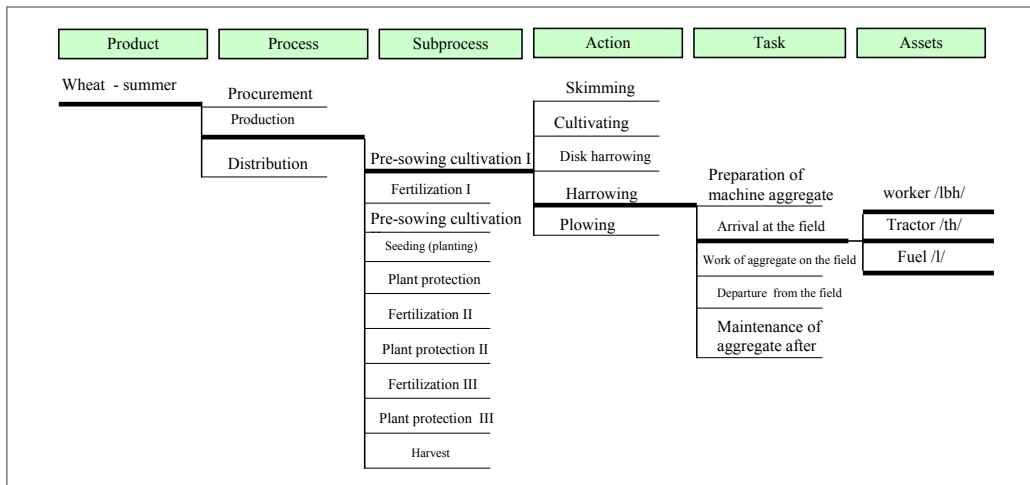 Product
Process
Subprocess
Action
Task
Assets
Wheat - summer
Procurement
Production
Distribution
Pre-sowing cultivation I
Fertilization I
Pre-sowing cultivation
Seeding (planting)
Plant protection
Fertilization II
Plant protection II
Fertilization III
Plant protection III
Harvest
Skimming
Cultivating
Disk harrowing
Harrowing
Plowing
Preparation of
machine aggregate
Arrival at the field
Work of aggregate on the field
Departure from the field
Maintenance of
aggregate after
worker /lbh/
Tractor /th/
Fuel /l/